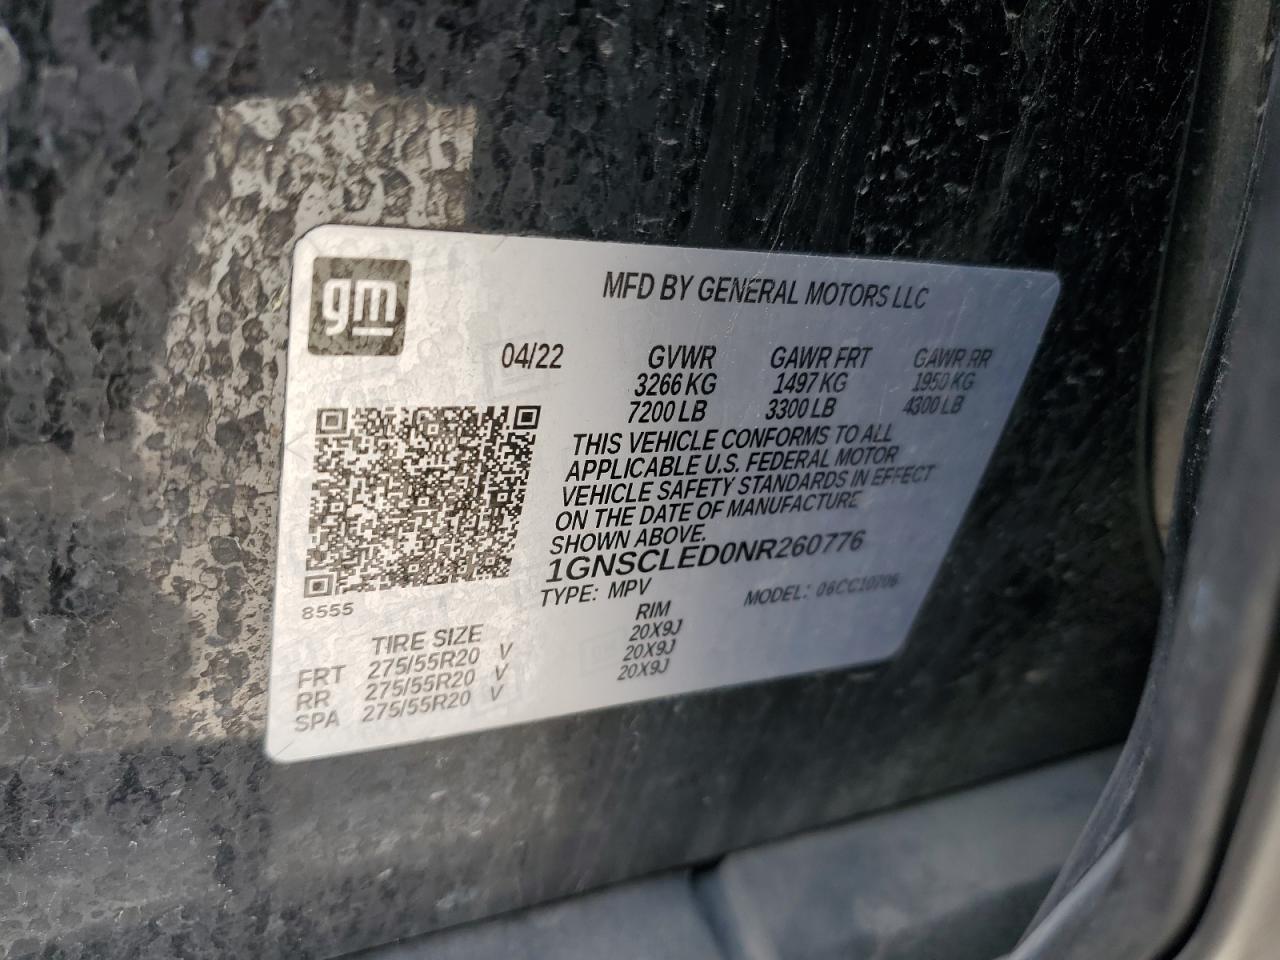 gm
MFD BY GENERAL MOTORS LLC
04/22 GVWR GAWR FRT GAWR RR
3266 KG 1497 KG 1950 KG
7200 LB 3300 LB 4300 LB
THIS VEHICLE CONFORMS TO ALL
APPLICABLE U.S. FEDERAL MOTOR
VEHICLE SAFETY STANDARDS IN EFFECT
ON THE DATE OF MANUFACTURE
SHOWN ABOVE.
1GNSCLED0NR260776
TYPE: MPV MODEL: 06CC10706
8555
TIRE SIZE RIM
FRT 275/55R20 V 20X9J
RR 275/55R20 V 20X9J
SPA 275/55R20 V 20X9J